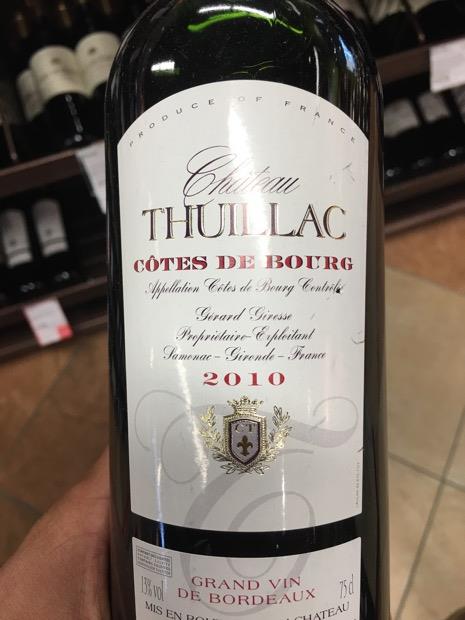 PRODUCE OF FRANCE
Château
THUILLAC
CÔTES DE BOURG
Appellation Côtes de Bourg Contrôlée
Gérard Giresse
Propriétaire-Exploitant
Samonac - Gironde - France
2010
CT
GRAND VIN
DE BORDEAUX
13% vol
75 cl
CHATEAU